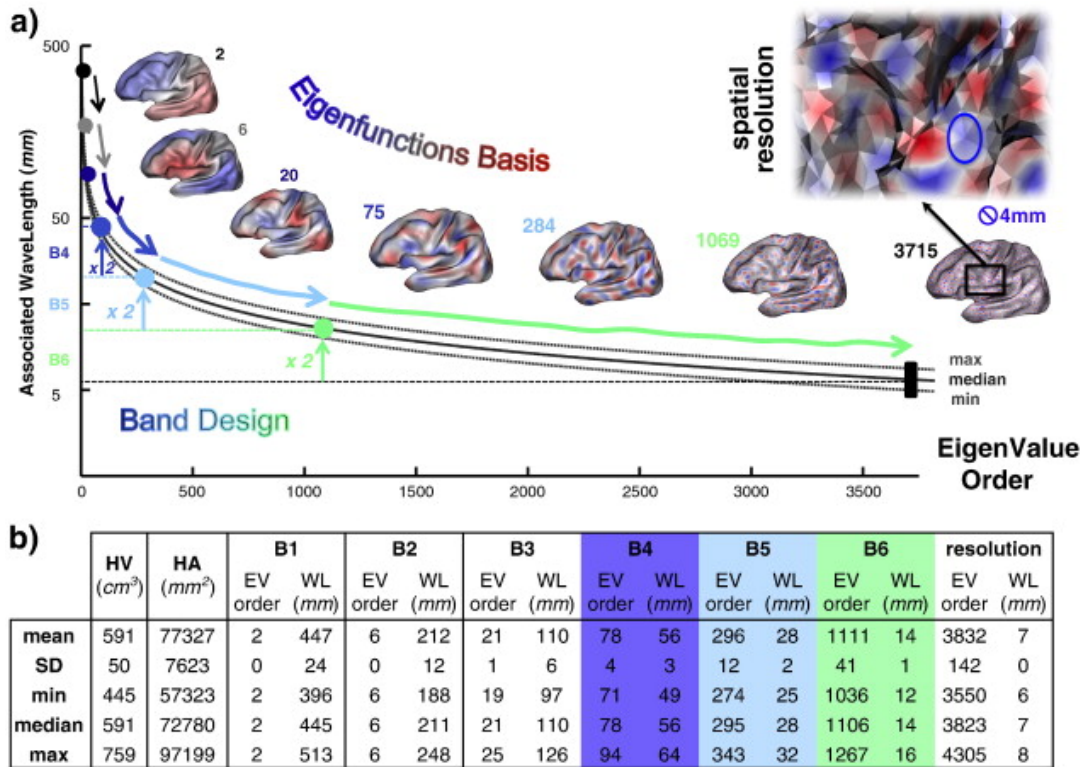 a)
500
50
5
Associated WaveLength (mm)
B4
B5
B6
x 2
x 2
x 2
2
6
20
75
284
1069
3715
Eigenfunctions Basis
spatial
resolution
4mm
max
median
min
Band Design
EigenValue
Order
0 500 1000 1500 2000 2500 3000 3500
b)
HV (cm³) HA (mm²) B1 B2 B3 B4 B5 B6 resolution
EV order WL (mm) EV order WL (mm) EV order WL (mm) EV order WL (mm) EV order WL (mm) EV order WL (mm) EV order WL (mm)
mean 591 77327 2 447 6 212 21 110 78 56 296 28 1111 14 3832 7
SD 50 7623 0 24 0 12 1 6 4 3 12 2 41 1 142 0
min 445 57323 2 396 6 188 19 97 71 49 274 25 1036 12 3550 6
median 591 72780 2 445 6 211 21 110 78 56 295 28 1106 14 3823 7
max 759 97199 2 513 6 248 25 126 94 64 343 32 1267 16 4305 8